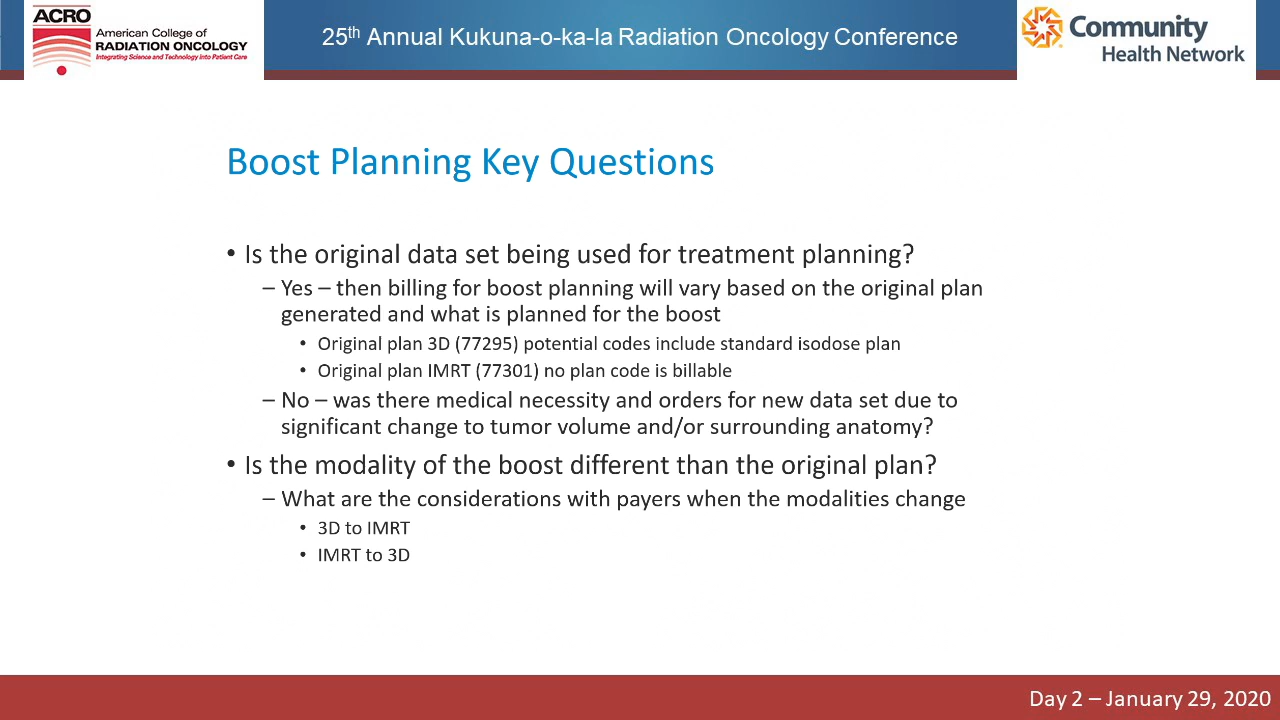 ACRO
American College of
RADIATION ONCOLOGY
Integrating Science and Technology Into Patient Care
25th Annual Kukuna-o-ka-la Radiation Oncology Conference
Community
Health Network
Boost Planning Key Questions
• Is the original data set being used for treatment planning?
– Yes – then billing for boost planning will vary based on the original plan
generated and what is planned for the boost
• Original plan 3D (77295) potential codes include standard isodose plan
• Original plan IMRT (77301) no plan code is billable
– No – was there medical necessity and orders for new data set due to
significant change to tumor volume and/or surrounding anatomy?
• Is the modality of the boost different than the original plan?
– What are the considerations with payers when the modalities change
• 3D to IMRT
• IMRT to 3D
Day 2 – January 29, 2020